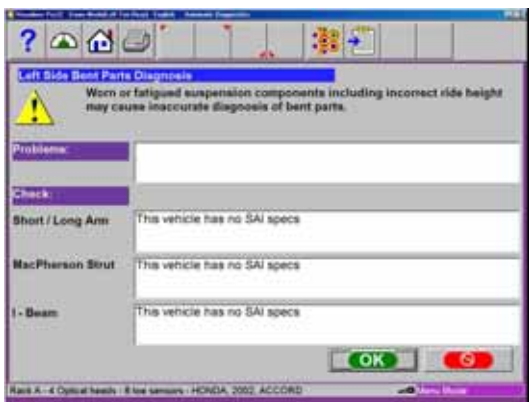 ?
Left Side Bent Parts Diagnosis
Worn or fatigued suspension components including incorrect ride height
may cause inaccurate diagnosis of bent parts.
Problems:
Check:
Short / Long Arm
This vehicle has no SAI specs
MacPherson Strut
This vehicle has no SAI specs
I - Beam
This vehicle has no SAI specs
OK
Rack A - 4 Optical heads - 8 toe sensors - HONDA, 2002, ACCORD
Menu Mode